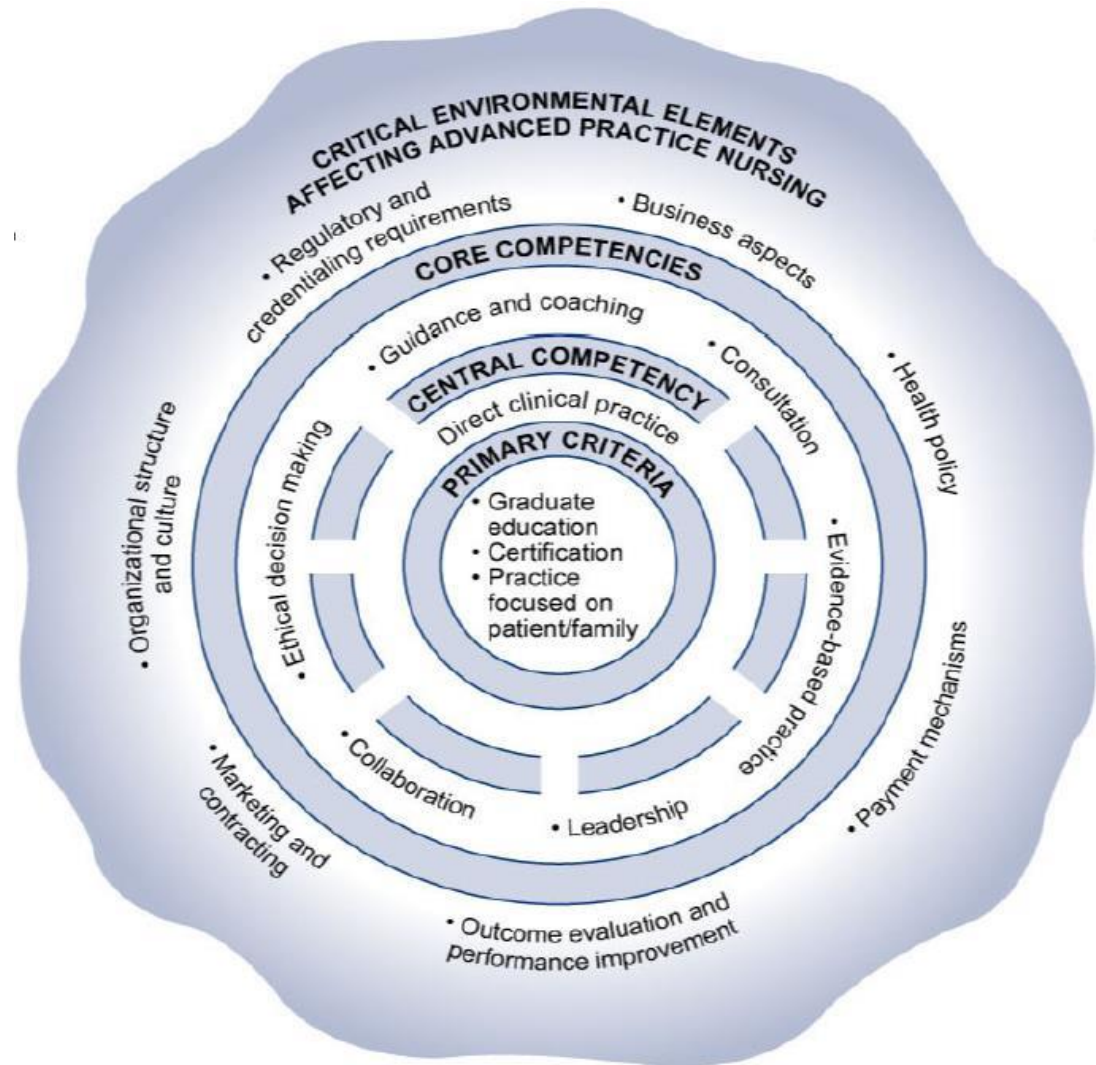 CRITICAL ENVIRONMENTAL ELEMENTS
AFFECTING ADVANCED PRACTICE NURSING
• Regulatory and
credentialing requirements
• Business aspects
• Health policy
• Payment mechanisms
• Outcome evaluation and
performance improvement
• Marketing and
contracting
• Organizational structure
and culture
CORE COMPETENCIES
• Guidance and coaching
• Consultation
• Evidence-based practice
• Leadership
• Collaboration
• Ethical decision making
CENTRAL COMPETENCY
Direct clinical practice
PRIMARY CRITERIA
• Graduate
education
• Certification
• Practice
focused on
patient/family